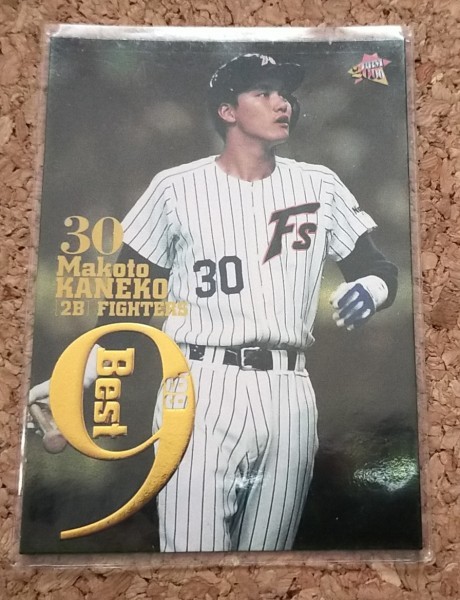 Fs
30
30
Makoto
KANEKO
[2B] FIGHTERS
Best
9